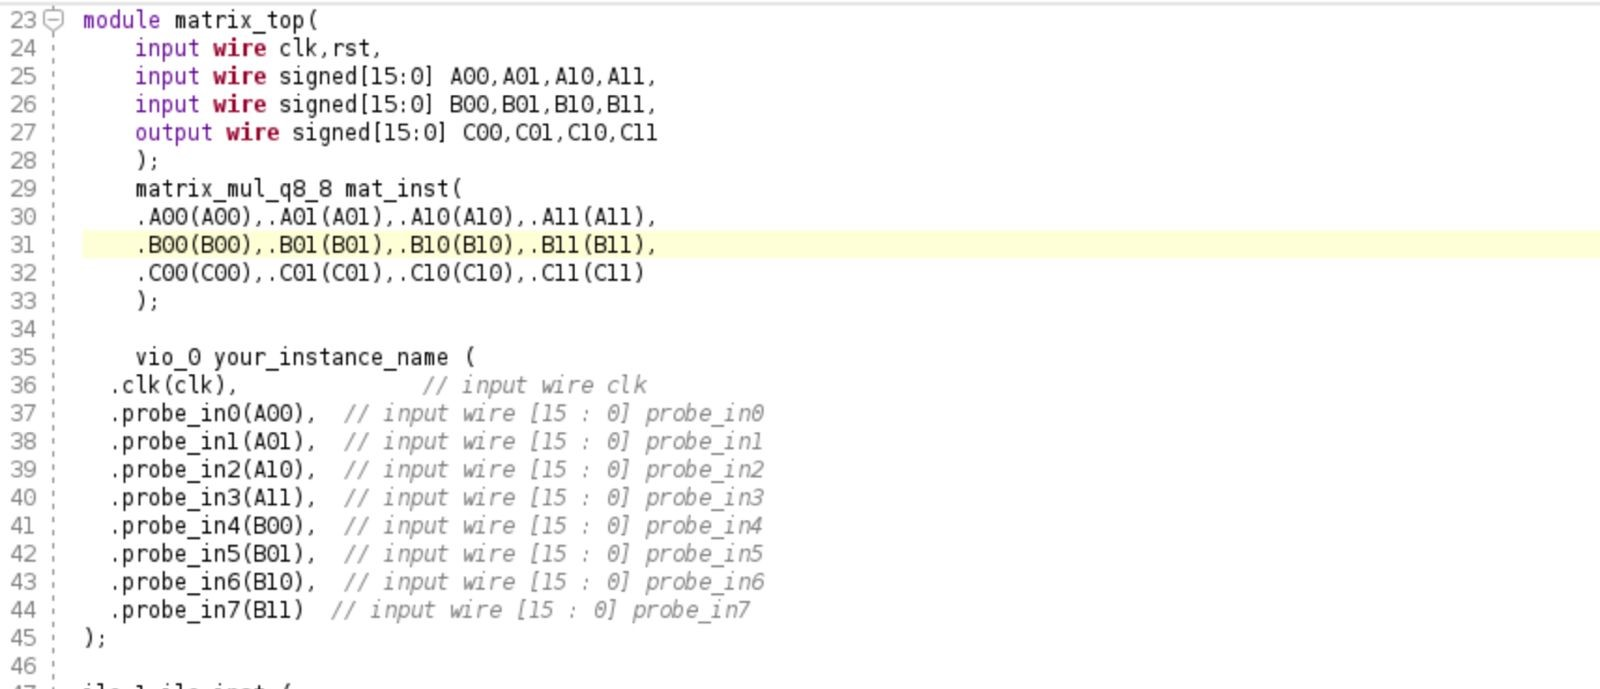 23 module matrix_top(
24 input wire clk,rst,
25 input wire signed[15:0] A00,A01,A10,A11,
26 input wire signed[15:0] B00,B01,B10,B11,
27 output wire signed[15:0] C00,C01,C10,C11
28 );
29 matrix_mul_q8_8 mat_inst(
30 .A00(A00),.A01(A01),.A10(A10),.A11(A11),
31 .B00(B00),.B01(B01),.B10(B10),.B11(B11),
32 .C00(C00),.C01(C01),.C10(C10),.C11(C11)
33 );
34
35 vio_0 your_instance_name (
36 .clk(clk), // input wire clk
37 .probe_in0(A00), // input wire [15 : 0] probe_in0
38 .probe_in1(A01), // input wire [15 : 0] probe_in1
39 .probe_in2(A10), // input wire [15 : 0] probe_in2
40 .probe_in3(A11), // input wire [15 : 0] probe_in3
41 .probe_in4(B00), // input wire [15 : 0] probe_in4
42 .probe_in5(B01), // input wire [15 : 0] probe_in5
43 .probe_in6(B10), // input wire [15 : 0] probe_in6
44 .probe_in7(B11) // input wire [15 : 0] probe_in7
45 );
46